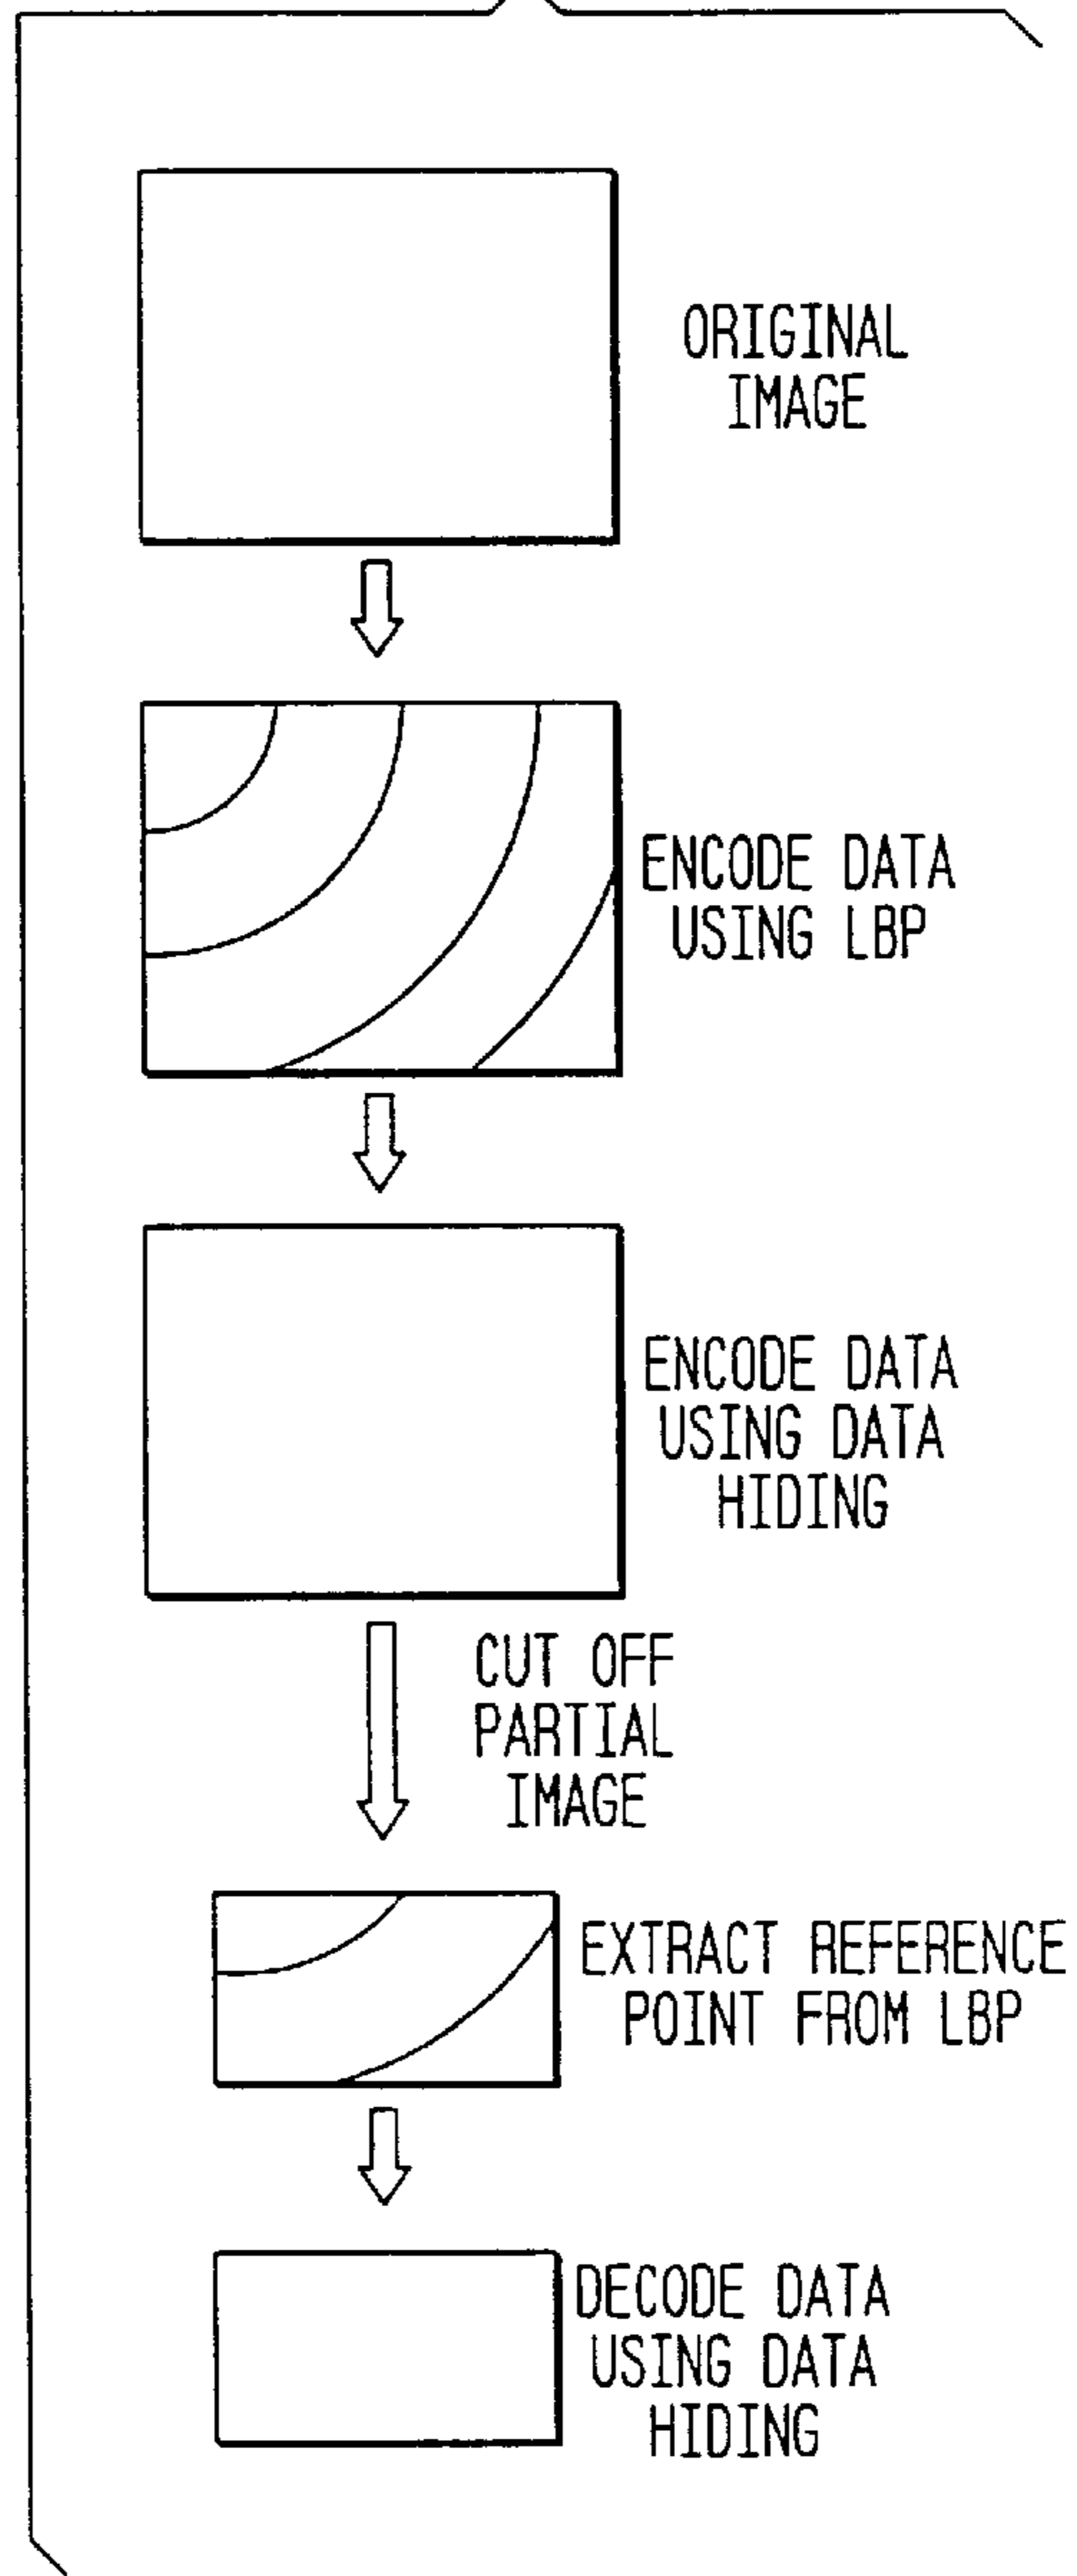 ORIGINAL
IMAGE
ENCODE DATA
USING LBP
ENCODE DATA
USING DATA
HIDING
CUT OFF
PARTIAL
IMAGE
EXTRACT REFERENCE
POINT FROM LBP
DECODE DATA
USING DATA
HIDING